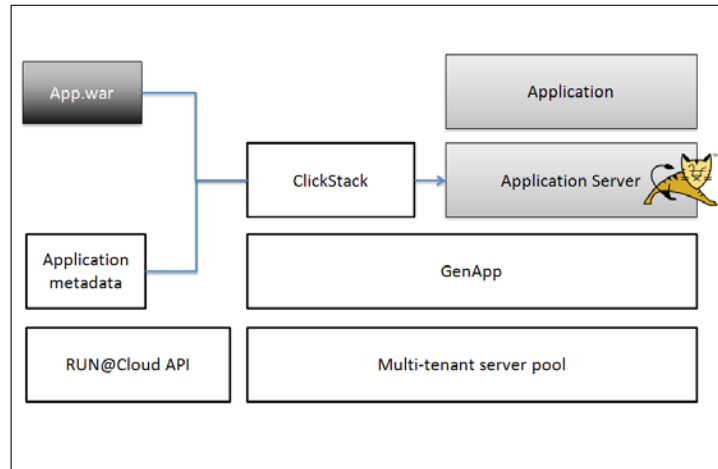 App.war
Application
ClickStack
Application Server
Application
metadata
GenApp
RUN@Cloud API
Multi-tenant server pool